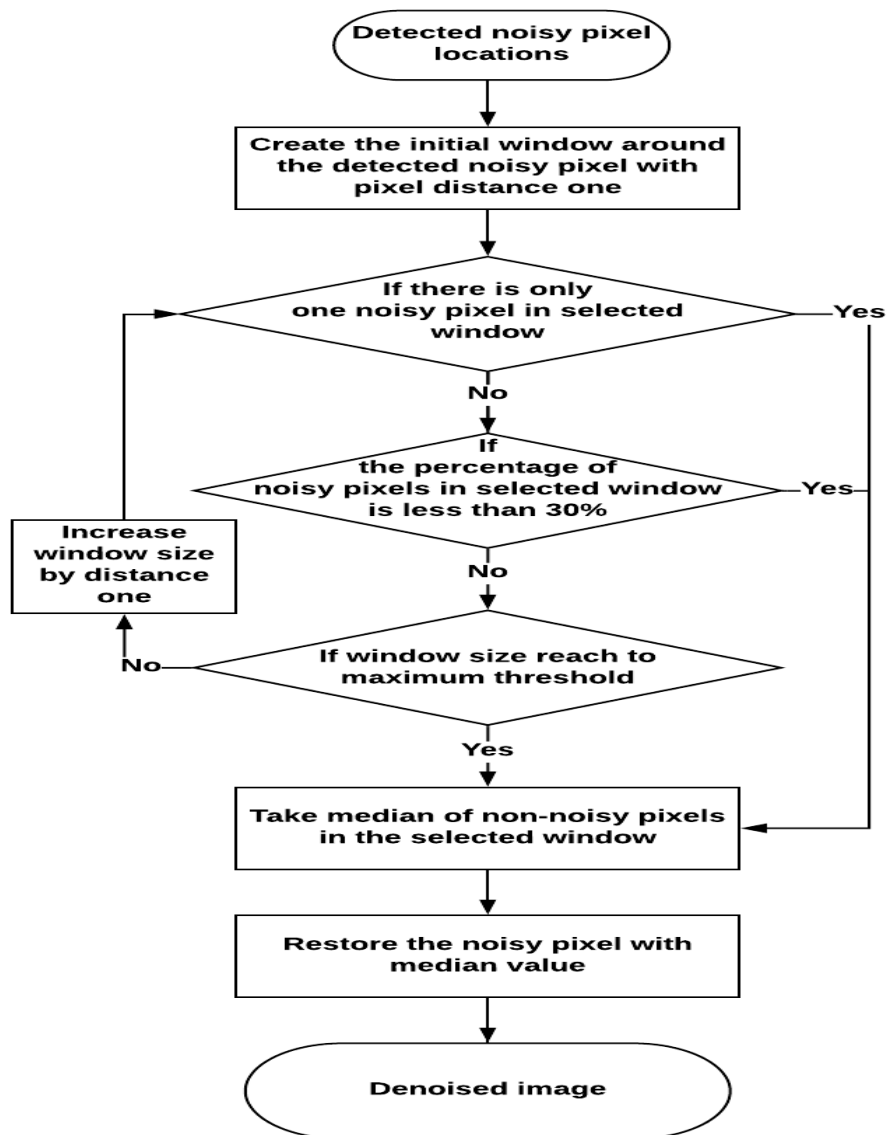 Detected noisy pixel
locations
Create the initial window around
the detected noisy pixel with
pixel distance one
If there is only
one noisy pixel in selected
window
Yes
No
If
the percentage of
noisy pixels in selected window
is less than 30%
Yes
Increase
window size
by distance
one
No
If window size reach to
maximum threshold
No
Yes
Take median of non-noisy pixels
in the selected window
Restore the noisy pixel with
median value
Denoised image